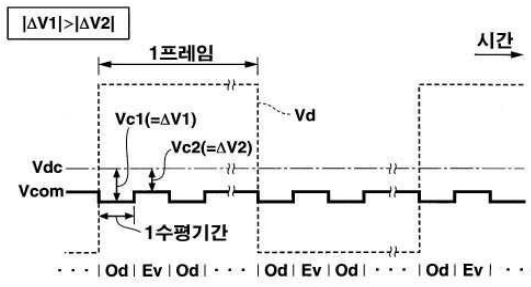 |ΔV1|>|ΔV2|
1프레임
시간
Vc1(=ΔV1)
Vd
Vc2(=ΔV2)
Vdc
Vcom
1수평기간
··· |Od| Ev |Od| ··· |Od| Ev |Od| ··· |Od| Ev |